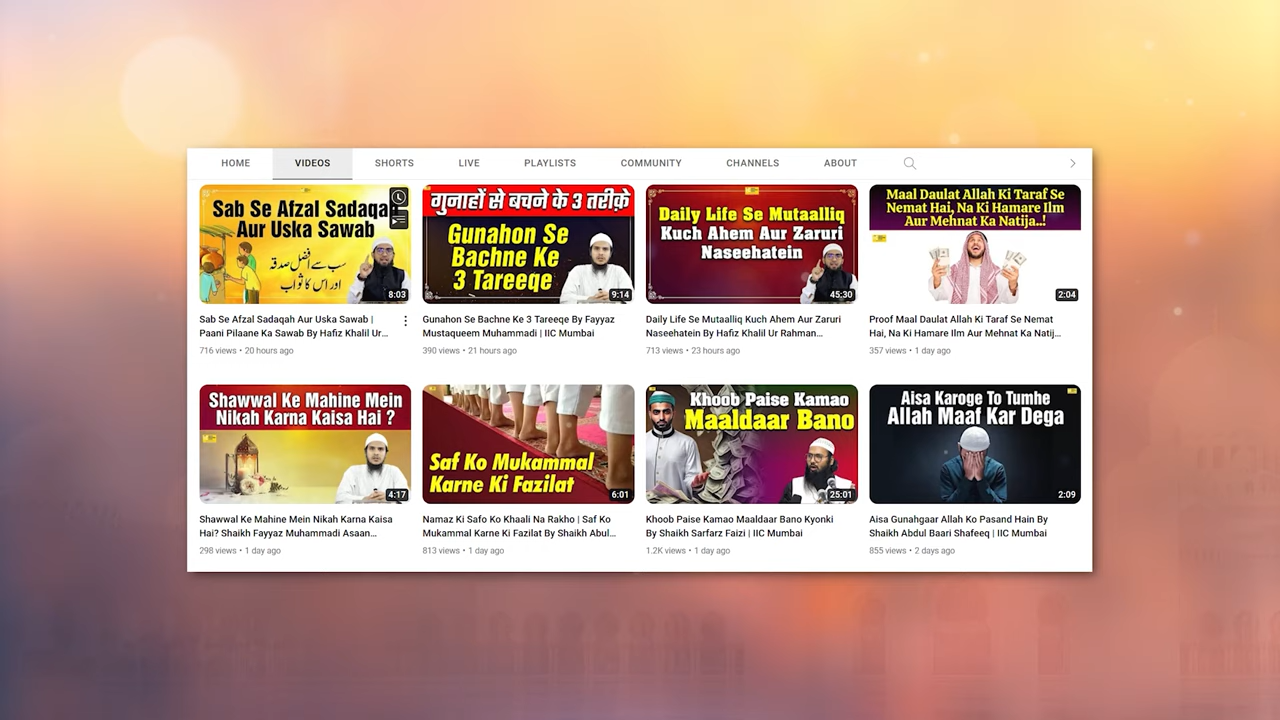 HOME VIDEOS SHORTS LIVE PLAYLISTS COMMUNITY CHANNELS ABOUT
Sab Se Afzal Sadaqa
Aur Uska Sawab
سب سے افضل صدقہ
اور اس کا ثواب
8:03
गुनाहों से बचने के 3 तरीक़े
Gunahon Se
Bachne Ke
3 Tareeqe
9:14
Daily Life Se Mutaalliq
Kuch Ahem Aur Zaruri
Naseehatein
45:30
Maal Daulat Allah Ki Taraf Se
Nemat Hai, Na Ki Hamare Ilm
Aur Mehnat Ka Natija..!
2:04
Sab Se Afzal Sadaqah Aur Uska Sawab |
Paani Pilaane Ka Sawab By Hafiz Khalil Ur...
716 views • 20 hours ago
Gunahon Se Bachne Ke 3 Tareeqe By Fayyaz
Mustaqueem Muhammadi | IIC Mumbai
390 views • 21 hours ago
Daily Life Se Mutaalliq Kuch Ahem Aur Zaruri
Naseehatein By Hafiz Khalil Ur Rahman...
713 views • 23 hours ago
Proof Maal Daulat Allah Ki Taraf Se Nemat
Hai, Na Ki Hamare Ilm Aur Mehnat Ka Natij...
357 views • 1 day ago
Shawwal Ke Mahine Mein
Nikah Karna Kaisa Hai ?
4:17
Saf Ko Mukammal
Karne Ki Fazilat
6:01
Khoob Paise Kamao
Maaldaar Bano
25:01
Aisa Karoge To Tumhe
Allah Maaf Kar Dega
2:09
Shawwal Ke Mahine Mein Nikah Karna Kaisa
Hai? Shaikh Fayyaz Muhammadi Asaan...
298 views • 1 day ago
Namaz Ki Safo Ko Khaali Na Rakho | Saf Ko
Mukammal Karne Ki Fazilat By Shaikh Abul...
813 views • 1 day ago
Khoob Paise Kamao Maaldaar Bano Kyonki
By Shaikh Sarfarz Faizi | IIC Mumbai
1.2K views • 1 day ago
Aisa Gunahgaar Allah Ko Pasand Hain By
Shaikh Abdul Baari Shafeeq | IIC Mumbai
855 views • 2 days ago